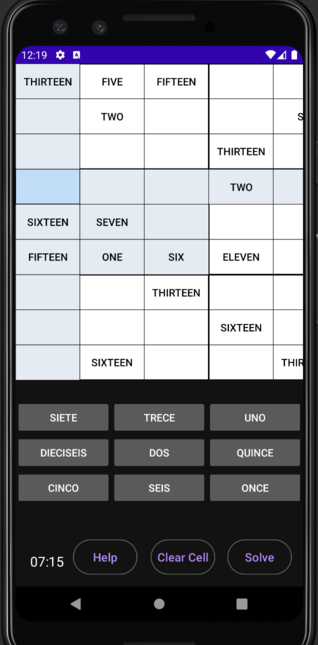 12:19
THIRTEEN FIVE FIFTEEN
TWO S
THIRTEEN
TWO
SIXTEEN SEVEN
FIFTEEN ONE SIX ELEVEN
THIRTEEN
SIXTEEN
SIXTEEN THIR
SIETE TRECE UNO
DIECISEIS DOS QUINCE
CINCO SEIS ONCE
07:15 Help Clear Cell Solve